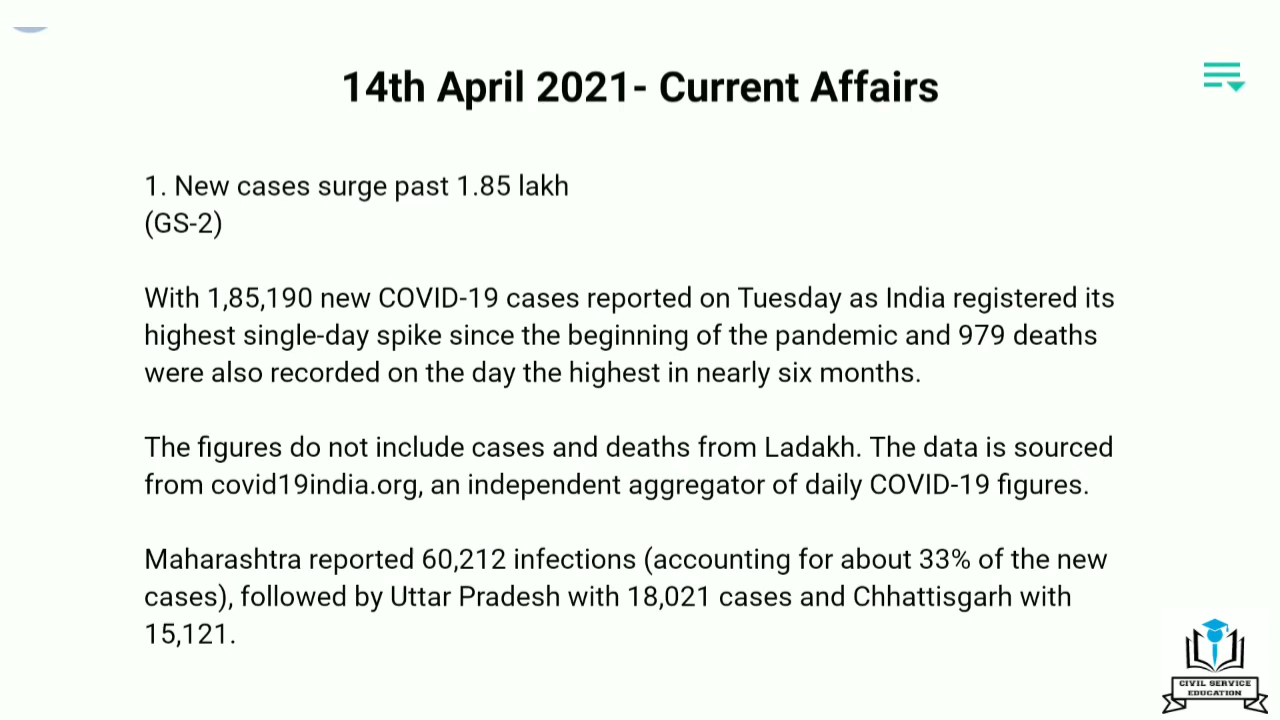 14th April 2021- Current Affairs
1. New cases surge past 1.85 lakh
(GS-2)
With 1,85,190 new COVID-19 cases reported on Tuesday as India registered its
highest single-day spike since the beginning of the pandemic and 979 deaths
were also recorded on the day the highest in nearly six months.
The figures do not include cases and deaths from Ladakh. The data is sourced
from covid19india.org, an independent aggregator of daily COVID-19 figures.
Maharashtra reported 60,212 infections (accounting for about 33% of the new
cases), followed by Uttar Pradesh with 18,021 cases and Chhattisgarh with
15,121.
CIVIL SERVICE
EDUCATION